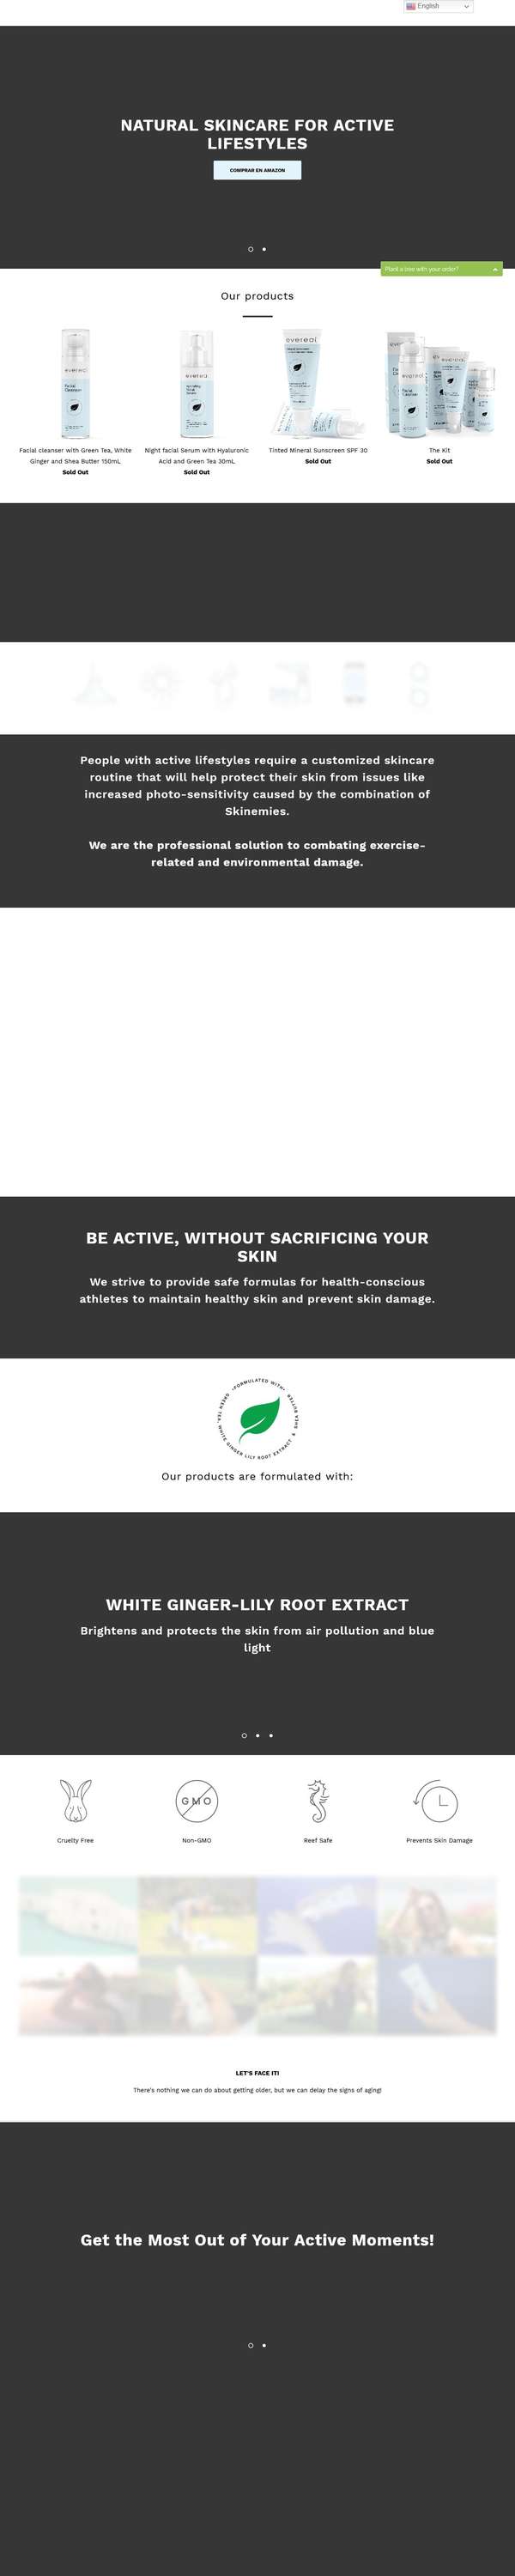 English
NATURAL SKINCARE FOR ACTIVE
LIFESTYLES
COMPRAR EN AMAZON
Plant a tree with your order?
Our products
evereal
Facial
Cleanser
evereal
evereal
evereal
Facial cleanser with Green Tea, White
Ginger and Shea Butter 150mL
Sold Out
Night facial Serum with Hyaluronic
Acid and Green Tea 30mL
Sold Out
Tinted Mineral Sunscreen SPF 30
Sold Out
The Kit
Sold Out
People with active lifestyles require a customized skincare
routine that will help protect their skin from issues like
increased photo-sensitivity caused by the combination of
Skinemies.
We are the professional solution to combating exercise-
related and environmental damage.
BE ACTIVE, WITHOUT SACRIFICING YOUR
SKIN
We strive to provide safe formulas for health-conscious
athletes to maintain healthy skin and prevent skin damage.
•FORMULATED WITH•
GREEN TEA, WHITE GINGER LILY ROOT EXTRACT & SHEA BUTTER
Our products are formulated with:
WHITE GINGER-LILY ROOT EXTRACT
Brightens and protects the skin from air pollution and blue
light
GMO
Cruelty Free
Non-GMO
Reef Safe
Prevents Skin Damage
LET'S FACE IT!
There's nothing we can do about getting older, but we can delay the signs of aging!
Get the Most Out of Your Active Moments!